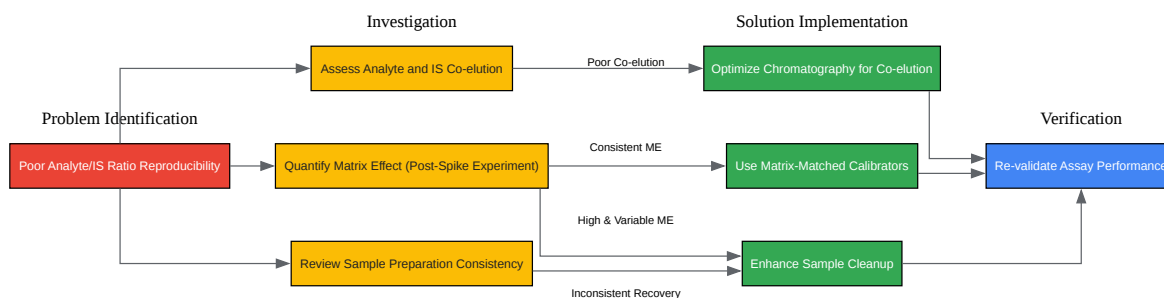 Investigation
Solution Implementation
Assess Analyte and IS Co-elution
Poor Co-elution
Optimize Chromatography for Co-elution
Problem Identification
Verification
Poor Analyte/IS Ratio Reproducibility
Quantify Matrix Effect (Post-Spike Experiment)
Consistent ME
Use Matrix-Matched Calibrators
Re-validate Assay Performance
High & Variable ME
Review Sample Preparation Consistency
Enhance Sample Cleanup
Inconsistent Recovery